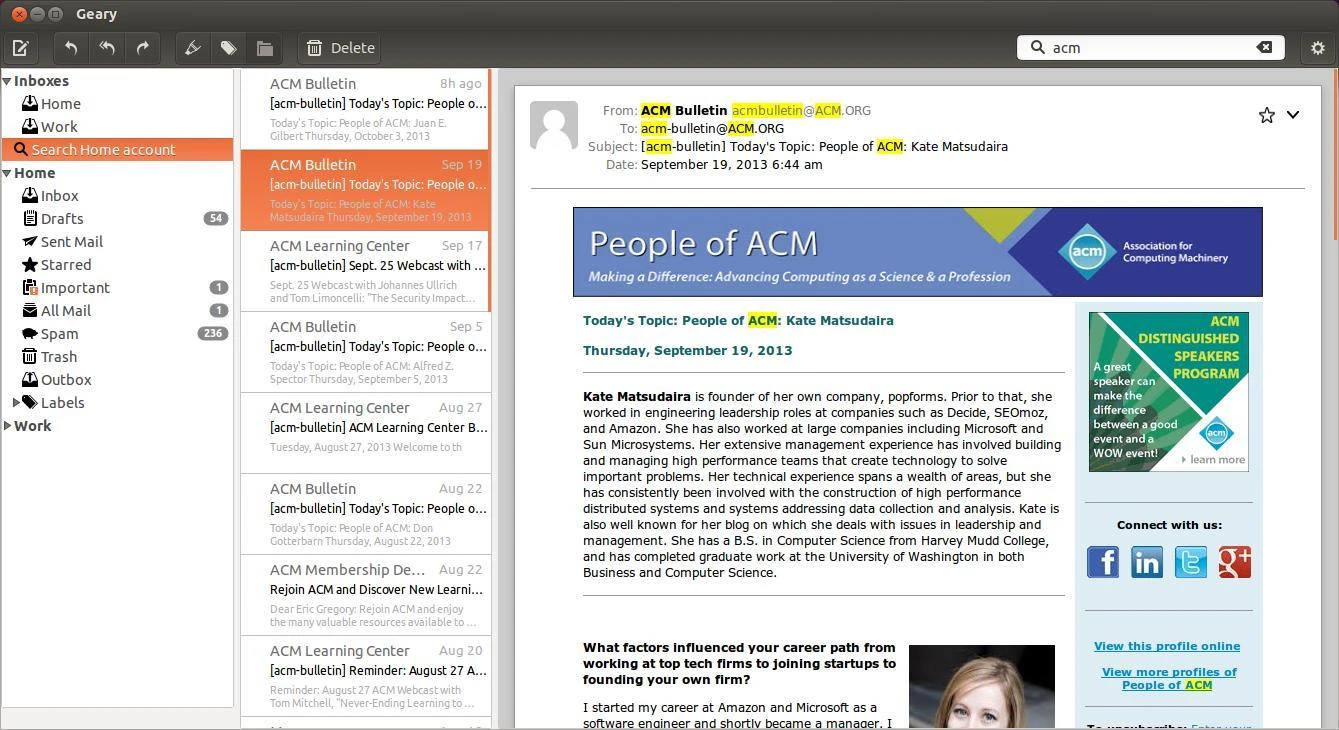 Geary
Delete
acm
Inboxes
Home
Work
Search Home account
Home
Inbox
Drafts 54
Sent Mail
Starred
Important 1
All Mail 1
Spam 236
Trash
Outbox
Labels
Work
ACM Bulletin 8h ago
[acm-bulletin] Today's Topic: People o...
Today's Topic: People of ACM: Juan E.
Gilbert Thursday, October 3, 2013
ACM Bulletin Sep 19
[acm-bulletin] Today's Topic: People o...
Today's Topic: People of ACM: Kate
Matsudaira Thursday, September 19, 2013
ACM Learning Center Sep 17
[acm-bulletin] Sept. 25 Webcast with ...
Sept. 25 Webcast with Johannes Ullrich
and Tom Limoncelli: "The Security Impact...
ACM Bulletin Sep 5
[acm-bulletin] Today's Topic: People o...
Today's Topic: People of ACM: Alfred Z.
Spector Thursday, September 5, 2013
ACM Learning Center Aug 27
[acm-bulletin] ACM Learning Center B...
Tuesday, August 27, 2013 Welcome to th
ACM Bulletin Aug 22
[acm-bulletin] Today's Topic: People o...
Today's Topic: People of ACM: Don
Gotterbarn Thursday, August 22, 2013
ACM Membership De... Aug 22
Rejoin ACM and Discover New Learni...
Dear Eric Gregory: Rejoin ACM and enjoy
the many valuable resources available to ...
ACM Learning Center Aug 20
[acm-bulletin] Reminder: August 27 A...
Reminder: August 27 ACM Webcast with
Tom Mitchell, "Never-Ending Learning to ...
From: ACM Bulletin acmbulletin@ACM.ORG
To: acm-bulletin@ACM.ORG
Subject: [acm-bulletin] Today's Topic: People of ACM: Kate Matsudaira
Date: September 19, 2013 6:44 am
People of ACM
Making a Difference: Advancing Computing as a Science & a Profession
acm
Association for
Computing Machinery
Today's Topic: People of ACM: Kate Matsudaira
Thursday, September 19, 2013
Kate Matsudaira is founder of her own company, popforms. Prior to that, she
worked in engineering leadership roles at companies such as Decide, SEOmoz,
and Amazon. She has also worked at large companies including Microsoft and
Sun Microsystems. Her extensive management experience has involved building
and managing high performance teams that create technology to solve
important problems. Her technical experience spans a wealth of areas, but she
has consistently been involved with the construction of high performance
distributed systems and systems addressing data collection and analysis. Kate is
also well known for her blog on which she deals with issues in leadership and
management. She has a B.S. in Computer Science from Harvey Mudd College,
and has completed graduate work at the University of Washington in both
Business and Computer Science.
What factors influenced your career path from
working at top tech firms to joining startups to
founding your own firm?
I started my career at Amazon and Microsoft as a
software engineer and shortly became a manager. I
ACM
DISTINGUISHED
SPEAKERS
PROGRAM
A great
speaker can
make the
difference
between a good
event and a
WOW event!
acm
learn more
Connect with us:
f in t g+
View this profile online
View more profiles of
People of ACM
To unsubscribe: Enter your